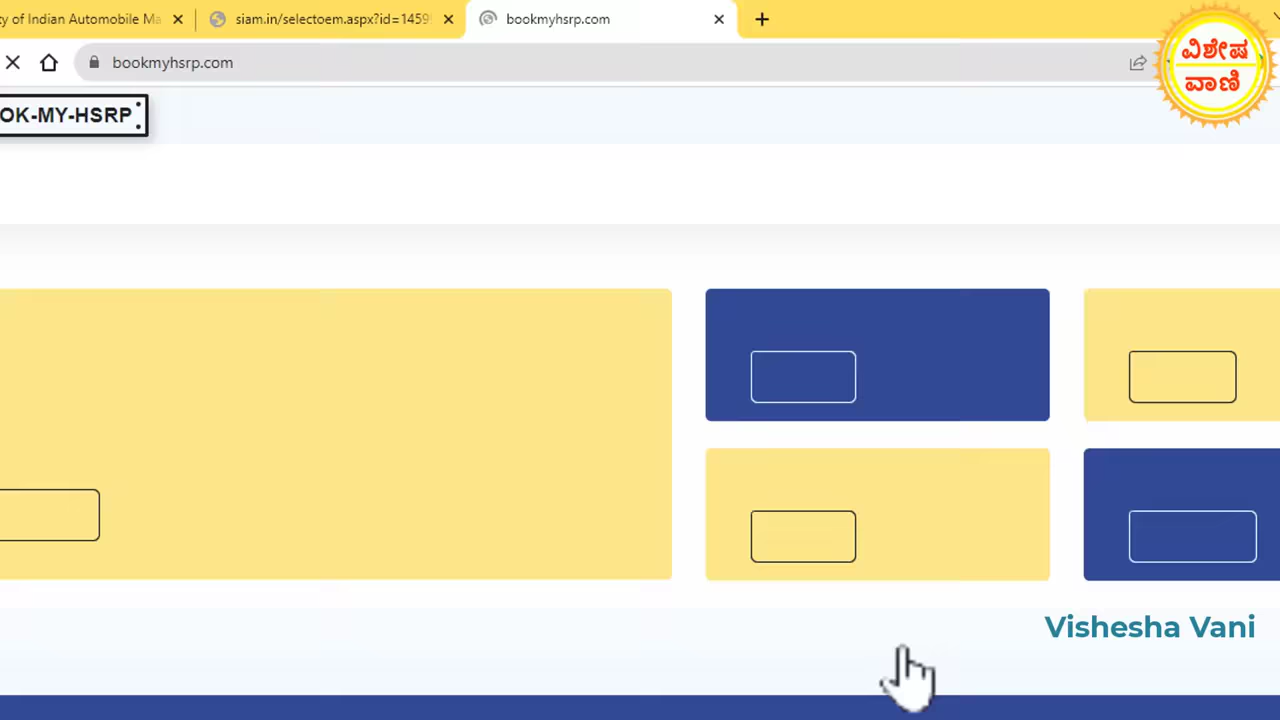 ty of Indian Automobile Ma
siam.in/selectoem.aspx?id=1459
bookmyhsrp.com
bookmyhsrp.com
OK-MY-HSRP
ವಿಶೇಷ
ವಾಣಿ
Vishesha Vani